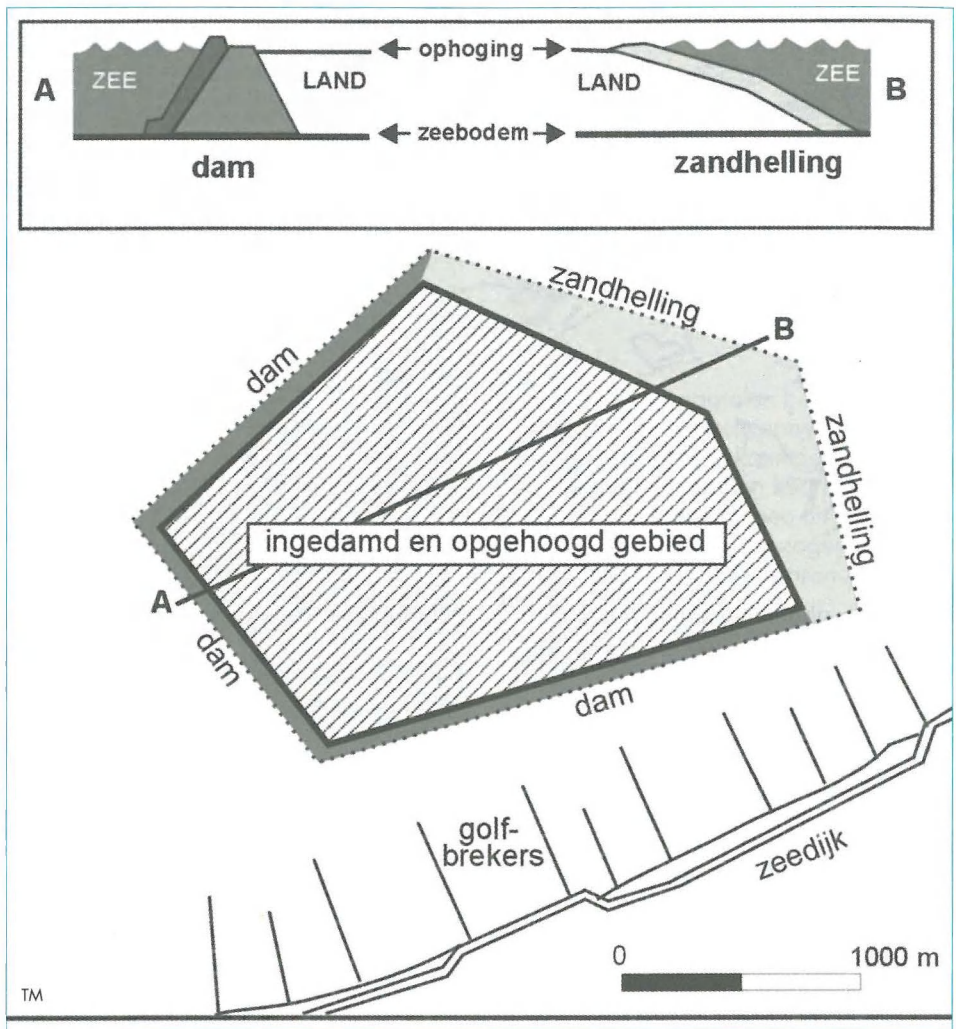 A
ZEE
LAND
ophoging
zeebodem
dam
LAND
ZEE
B
zandhelling
zandhelling
B
dam
zandhelling
ingedamd en opgehoogd gebied
A
dam
dam
golf-
brekers
zeedijk
0 1000 m
TM